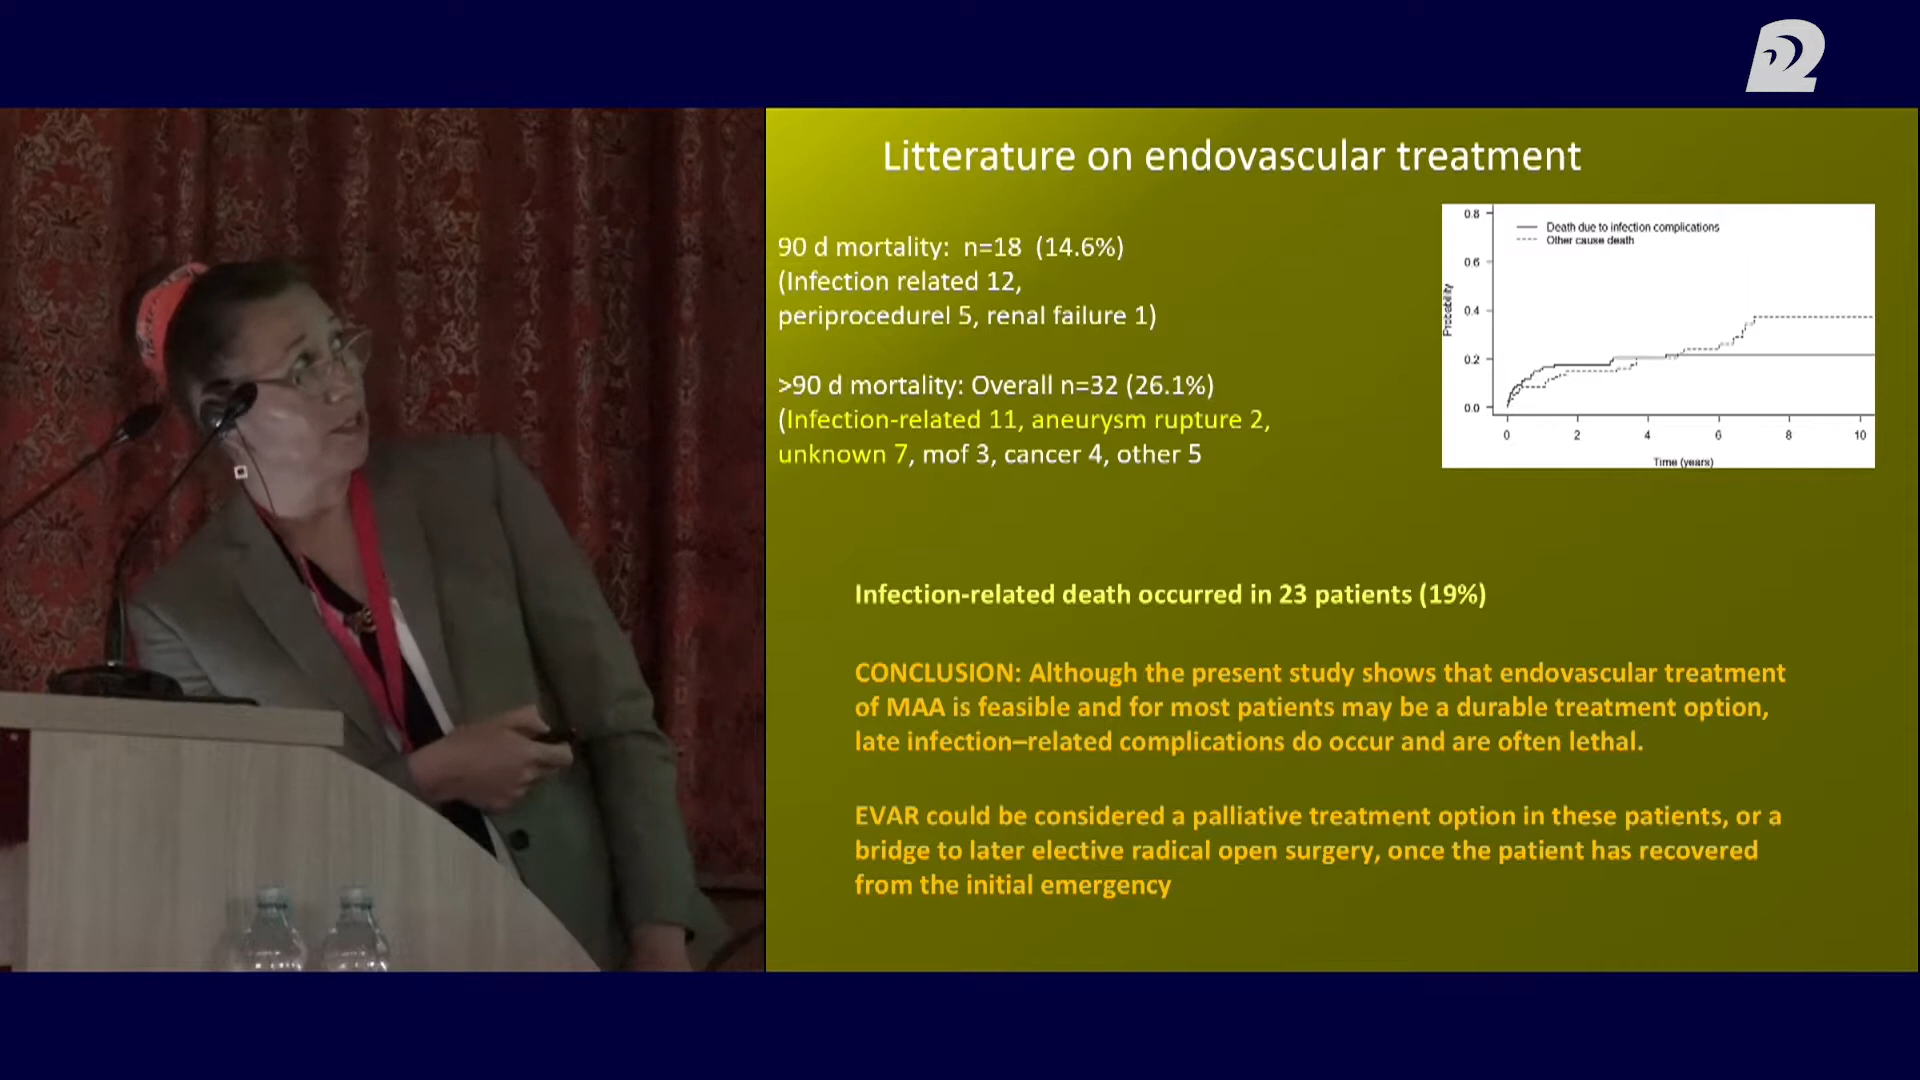 Litterature on endovascular treatment
90 d mortality: n=18 (14.6%)
(Infection related 12,
periprocedurel 5, renal failure 1)
>90 d mortality: Overall n=32 (26.1%)
(Infection-related 11, aneurysm rupture 2,
unknown 7, mof 3, cancer 4, other 5
Death due to infection complications
Other cause death
Probability
0.8
0.6
0.4
0.2
0.0
0 2 4 6 8 10
Time (years)
Infection-related death occurred in 23 patients (19%)
CONCLUSION: Although the present study shows that endovascular treatment
of MAA is feasible and for most patients may be a durable treatment option,
late infection–related complications do occur and are often lethal.
EVAR could be considered a palliative treatment option in these patients, or a
bridge to later elective radical open surgery, once the patient has recovered
from the initial emergency